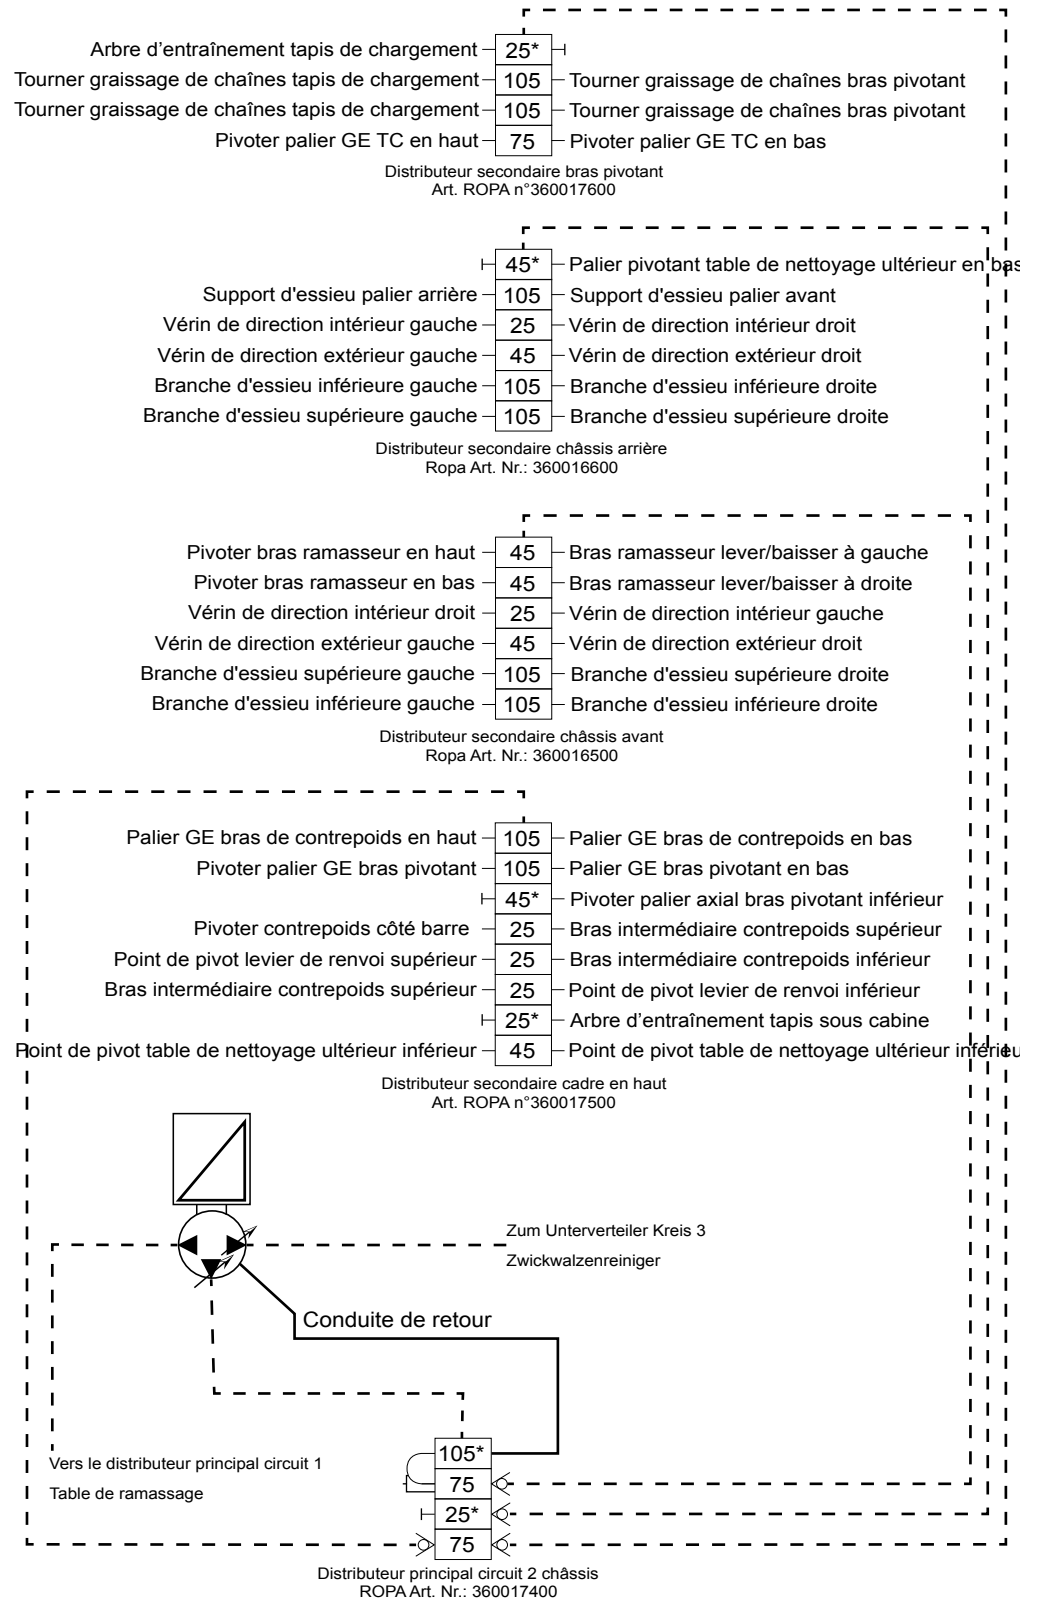 Arbre d'entraînement tapis de chargement 25*
Tourner graissage de chaînes tapis de chargement 105 Tourner graissage de chaînes bras pivotant
Tourner graissage de chaînes tapis de chargement 105 Tourner graissage de chaînes bras pivotant
Pivoter palier GE TC en haut 75 Pivoter palier GE TC en bas
Distributeur secondaire bras pivotant
Art. ROPA n°360017600
45* Palier pivotant table de nettoyage ultérieur en bas
Support d'essieu palier arrière 105 Support d'essieu palier avant
Vérin de direction intérieur gauche 25 Vérin de direction intérieur droit
Vérin de direction extérieur gauche 45 Vérin de direction extérieur droit
Branche d'essieu inférieure gauche 105 Branche d'essieu inférieure droite
Branche d'essieu supérieure gauche 105 Branche d'essieu supérieure droite
Distributeur secondaire châssis arrière
Ropa Art. Nr.: 360016600
Pivoter bras ramasseur en haut 45 Bras ramasseur lever/baisser à gauche
Pivoter bras ramasseur en bas 45 Bras ramasseur lever/baisser à droite
Vérin de direction intérieur droit 25 Vérin de direction intérieur gauche
Vérin de direction extérieur gauche 45 Vérin de direction extérieur droit
Branche d'essieu supérieure gauche 105 Branche d'essieu supérieure droite
Branche d'essieu inférieure gauche 105 Branche d'essieu inférieure droite
Distributeur secondaire châssis avant
Ropa Art. Nr.: 360016500
Palier GE bras de contrepoids en haut 105 Palier GE bras de contrepoids en bas
Pivoter palier GE bras pivotant 105 Palier GE bras pivotant en bas
45* Pivoter palier axial bras pivotant inférieur
Pivoter contrepoids côté barre 25 Bras intermédiaire contrepoids supérieur
Point de pivot levier de renvoi supérieur 25 Bras intermédiaire contrepoids inférieur
Bras intermédiaire contrepoids supérieur 25 Point de pivot levier de renvoi inférieur
25* Arbre d'entraînement tapis sous cabine
Point de pivot table de nettoyage ultérieur inférieur 45 Point de pivot table de nettoyage ultérieur inférieu
Distributeur secondaire cadre en haut
Art. ROPA n°360017500
Zum Unterverteiler Kreis 3
Zwickwalzenreiniger
Conduite de retour
105*
Vers le distributeur principal circuit 1
75
Table de ramassage
25*
75
Distributeur principal circuit 2 châssis
ROPA Art. Nr.: 360017400